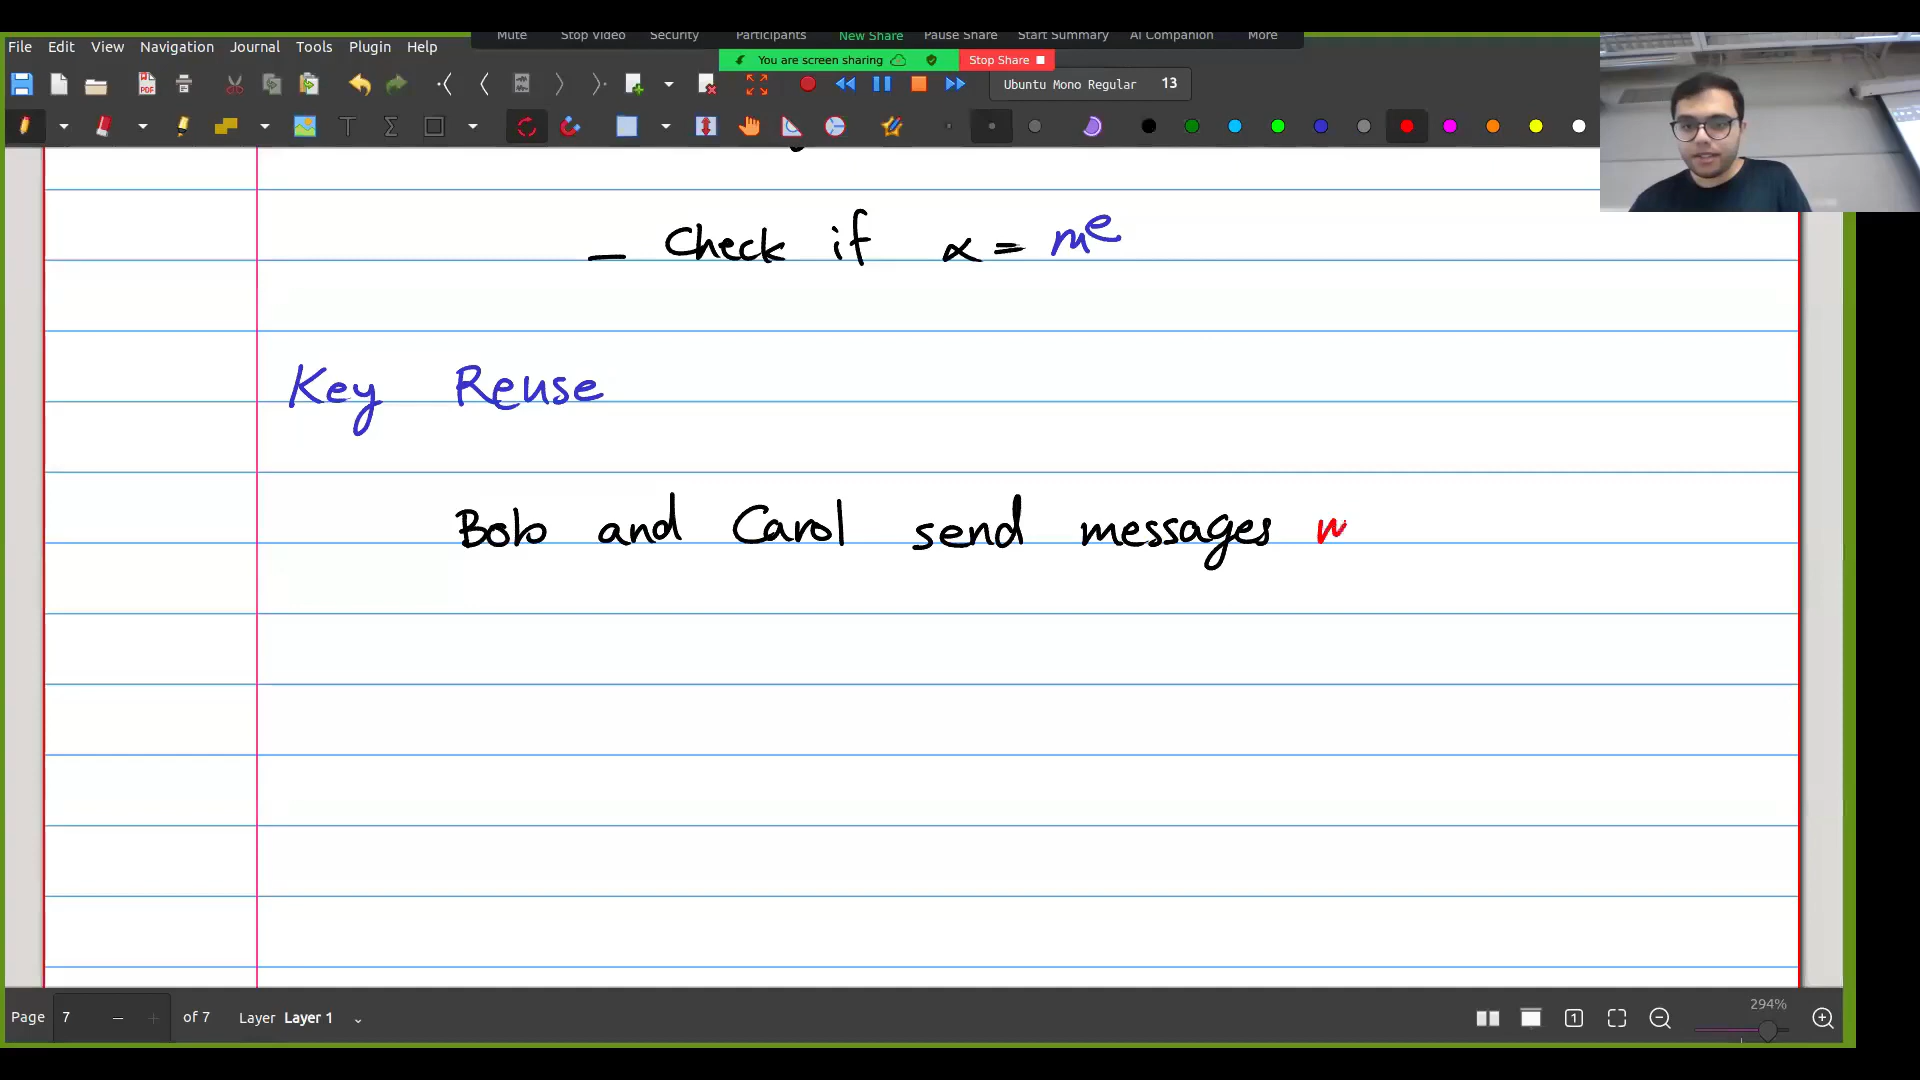 Mute Stop Video Security Participants New Share Pause Share Start Summary AI Companion More
File Edit View Navigation Journal Tools Plugin Help
You are screen sharing Stop Share
Ubuntu Mono Regular 13
– Check if α = m^e
Key Reuse
Bob and Carol send messages
Page 7 of 7 Layer Layer 1
294%